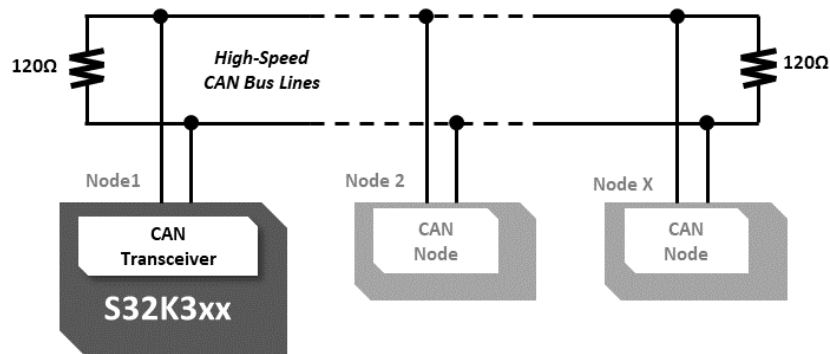 120Ω
High-Speed
CAN Bus Lines
120Ω
Node1
Node 2
Node X
CAN
Transceiver
S32K3xx
CAN
Node
CAN
Node